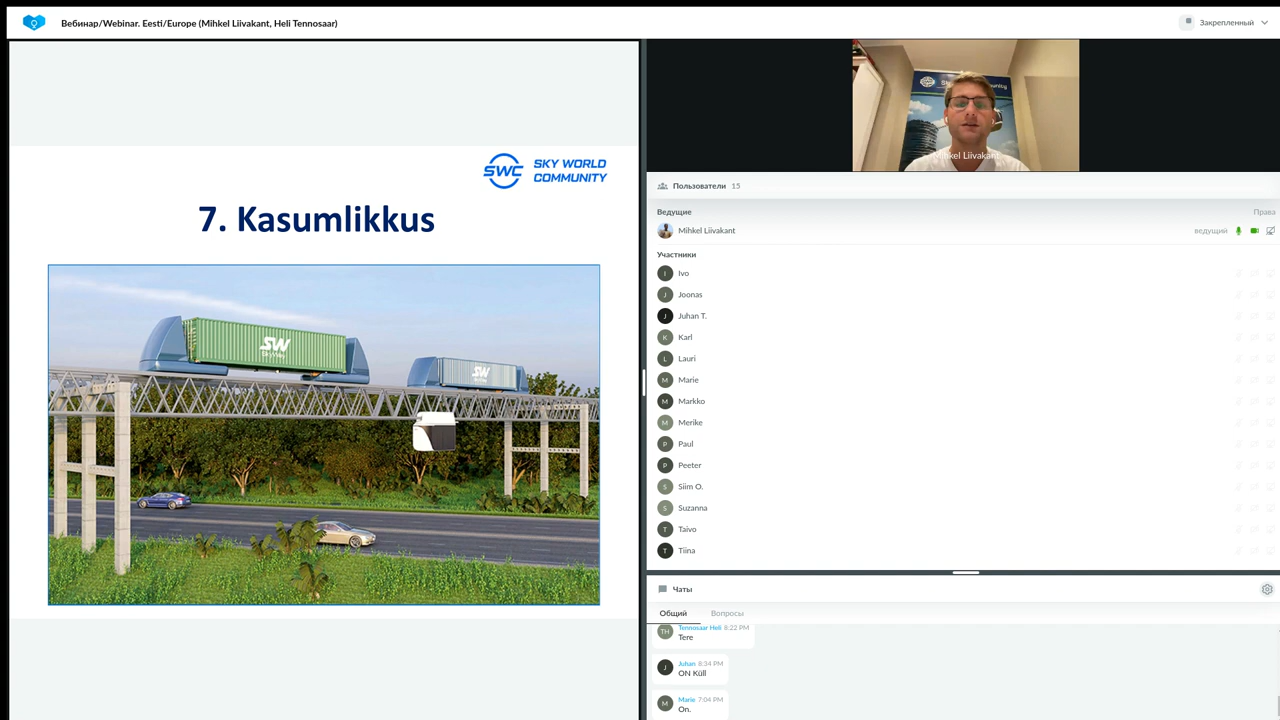 Вебинар/Webinar. Eesti/Europe (Mihkel Liivakant, Heli Tennosaar)
Закрепленный
SWC SKY WORLD COMMUNITY
7. Kasumlikkus
SW
SkyWay
SW
Mihkel Liivakant
Пользователи 15
Ведущие
Права
Mihkel Liivakant
ведущий
Участники
I Ivo
J Joonas
J Juhan T.
K Karl
L Lauri
M Marie
M Markko
M Merike
P Paul
P Peeter
S Siim O.
S Suzanna
T Taivo
T Tiina
Чаты
Общий Вопросы
TH Tennosaar Heli 8:22 PM
Tere
J Juhan 8:34 PM
ON Küll
M Marie 7:04 PM
On.